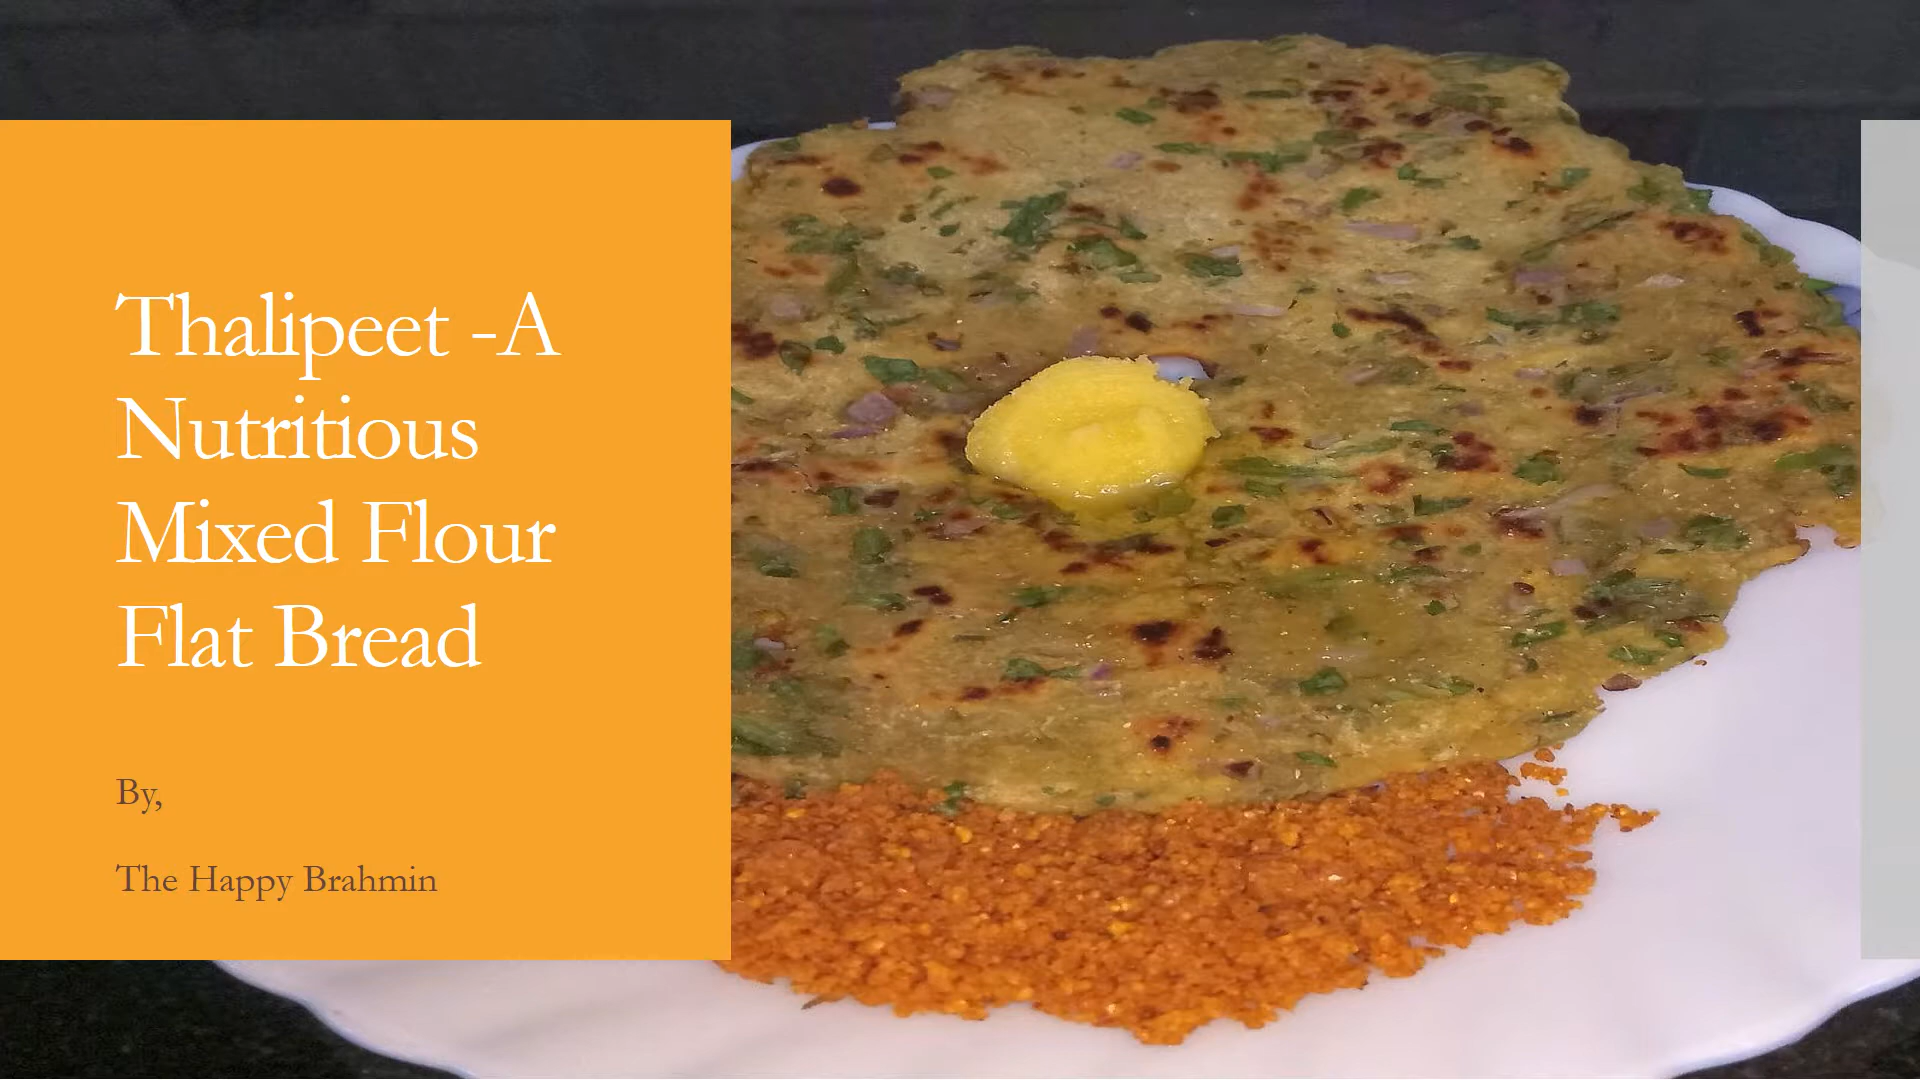 Thalipeet -A
Nutritious
Mixed Flour
Flat Bread
By,
The Happy Brahmin